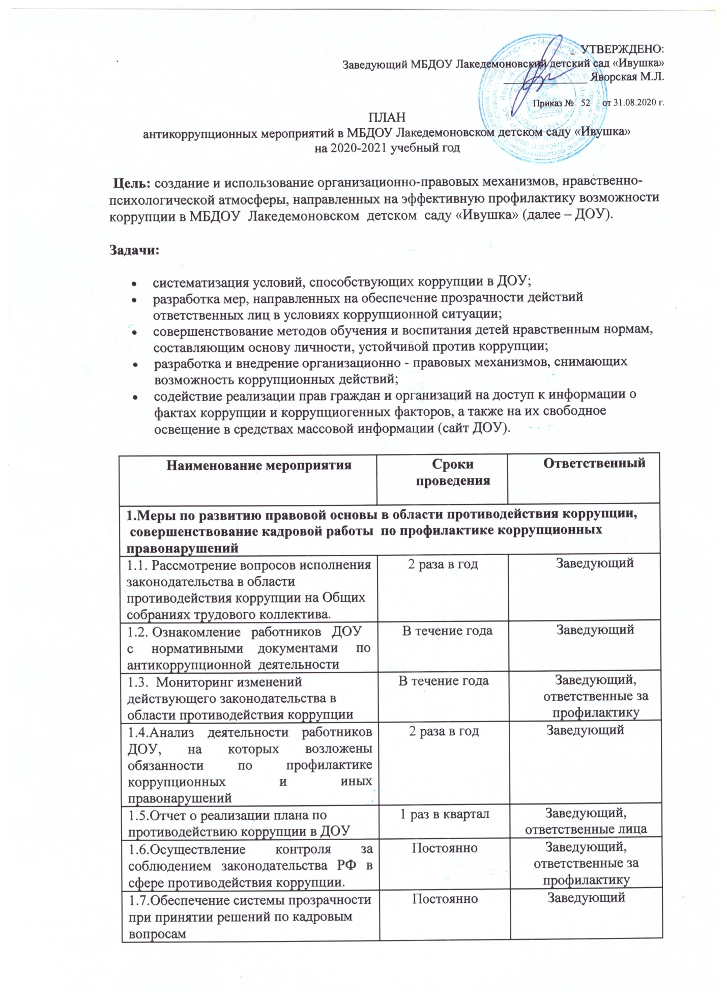 УТВЕРЖДЕНО:
Заведующий МБДОУ Лакедемоновский детский сад «Ивушка»
_______________ Яворская М.Л.
Приказ № 52 от 31.08.2020 г.
ПЛАН
антикоррупционных мероприятий в МБДОУ Лакедемоновском детском саду «Ивушка»
на 2020-2021 учебный год
Цель: создание и использование организационно-правовых механизмов, нравственно-
психологической атмосферы, направленных на эффективную профилактику возможности
коррупции в МБДОУ Лакедемоновском детском саду «Ивушка» (далее – ДОУ).
Задачи:
• систематизация условий, способствующих коррупции в ДОУ;
• разработка мер, направленных на обеспечение прозрачности действий
ответственных лиц в условиях коррупционной ситуации;
• совершенствование методов обучения и воспитания детей нравственным нормам,
составляющим основу личности, устойчивой против коррупции;
• разработка и внедрение организационно - правовых механизмов, снимающих
возможность коррупционных действий;
• содействие реализации прав граждан и организаций на доступ к информации о
фактах коррупции и коррупциогенных факторов, а также на их свободное
освещение в средствах массовой информации (сайт ДОУ).
Наименование мероприятия
Сроки
проведения
Ответственный
1.Меры по развитию правовой основы в области противодействия коррупции,
совершенствование кадровой работы по профилактике коррупционных
правонарушений
1.1. Рассмотрение вопросов исполнения
законодательства в области
противодействия коррупции на Общих
собраниях трудового коллектива.
2 раза в год
Заведующий
1.2. Ознакомление работников ДОУ
с нормативными документами по
антикоррупционной деятельности
В течение года
Заведующий
1.3. Мониторинг изменений
действующего законодательства в
области противодействия коррупции
В течение года
Заведующий,
ответственные за
профилактику
1.4.Анализ деятельности работников
ДОУ, на которых возложены
обязанности по профилактике
коррупционных и иных
правонарушений
2 раза в год
Заведующий
1.5.Отчет о реализации плана по
противодействию коррупции в ДОУ
1 раз в квартал
Заведующий,
ответственные лица
1.6.Осуществление контроля за
соблюдением законодательства РФ в
сфере противодействия коррупции.
Постоянно
Заведующий,
ответственные за
профилактику
1.7.Обеспечение системы прозрачности
при принятии решений по кадровым
вопросам
Постоянно
Заведующий